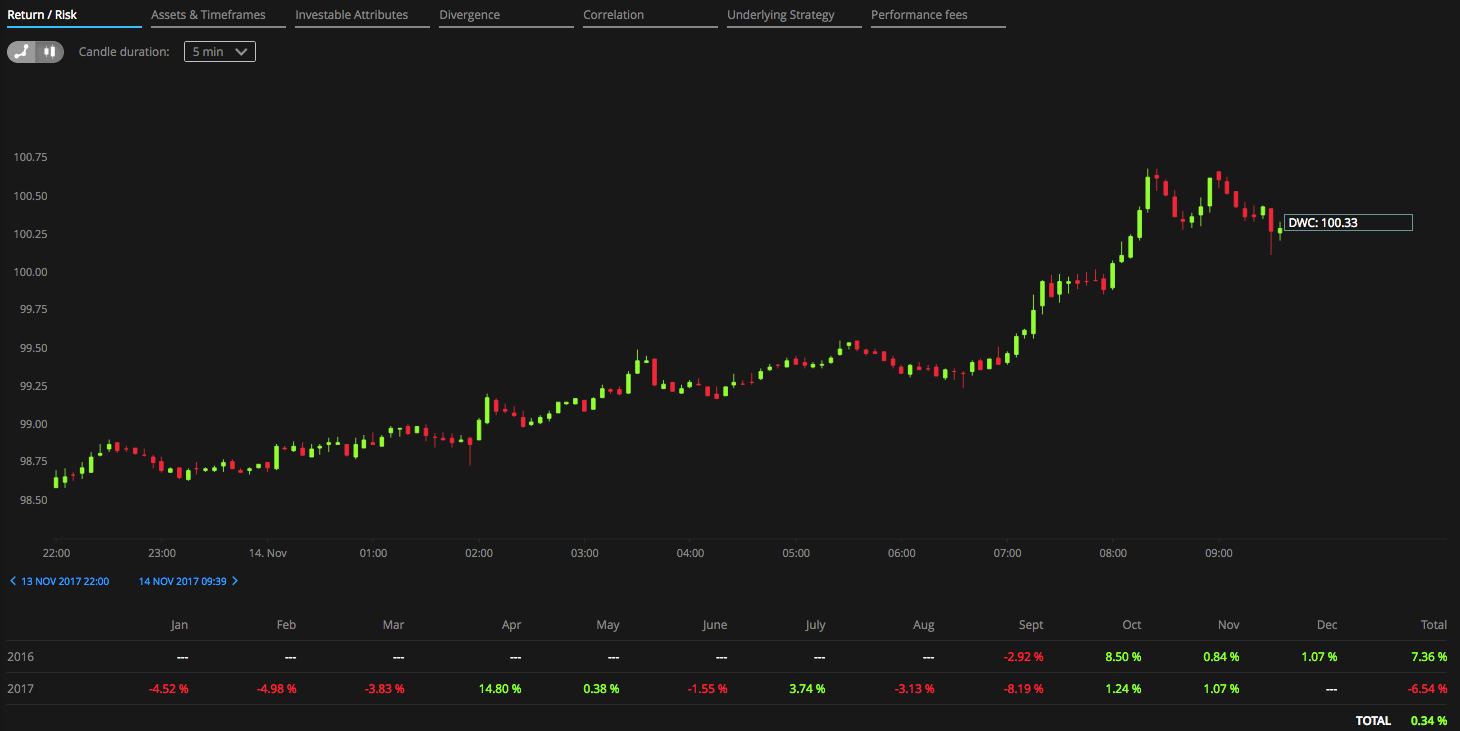 Return / Risk Assets & Timeframes Investable Attributes Divergence Correlation Underlying Strategy Performance fees
Candle duration: 5 min
100.75
100.50
100.25
DWC: 100.33
100.00
99.75
99.50
99.25
99.00
98.75
98.50
22:00 23:00 14. Nov 01:00 02:00 03:00 04:00 05:00 06:00 07:00 08:00 09:00
13 NOV 2017 22:00 14 NOV 2017 09:39
Jan Feb Mar Apr May June July Aug Sept Oct Nov Dec Total
2016 --- --- --- --- --- --- --- --- -2.92 % 8.50 % 0.84 % 1.07 % 7.36 %
2017 -4.52 % -4.98 % -3.83 % 14.80 % 0.38 % -1.55 % 3.74 % -3.13 % -8.19 % 1.24 % 1.07 % --- -6.54 %
TOTAL 0.34 %